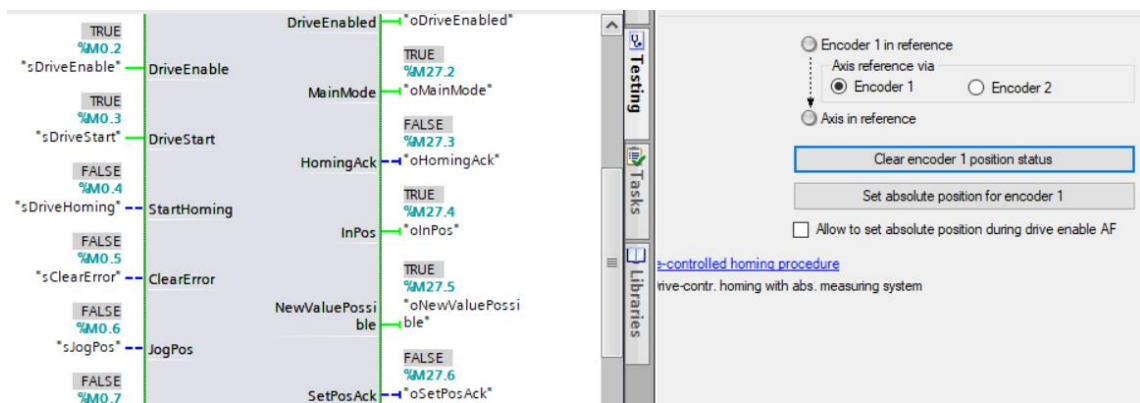 TRUE
%M0.2
"sDriveEnable"
DriveEnable
TRUE
%M0.3
"sDriveStart"
DriveStart
FALSE
%M0.4
"sDriveHoming"
StartHoming
FALSE
%M0.5
"sClearError"
ClearError
FALSE
%M0.6
"sJogPos"
JogPos
FALSE
%M0.7
DriveEnabled
"oDriveEnabled"
TRUE
%M27.2
MainMode
"oMainMode"
FALSE
%M27.3
HomingAck
"oHomingAck"
TRUE
%M27.4
InPos
"oInPos"
TRUE
%M27.5
NewValuePossi
ble
"oNewValuePossi
ble"
FALSE
%M27.6
SetPosAck
"oSetPosAck"
Testing
Tasks
Libraries
Encoder 1 in reference
Axis reference via
Encoder 1
Encoder 2
Axis in reference
Clear encoder 1 position status
Set absolute position for encoder 1
Allow to set absolute position during drive enable AF
e-controlled homing procedure
rive-contr. homing with abs. measuring system